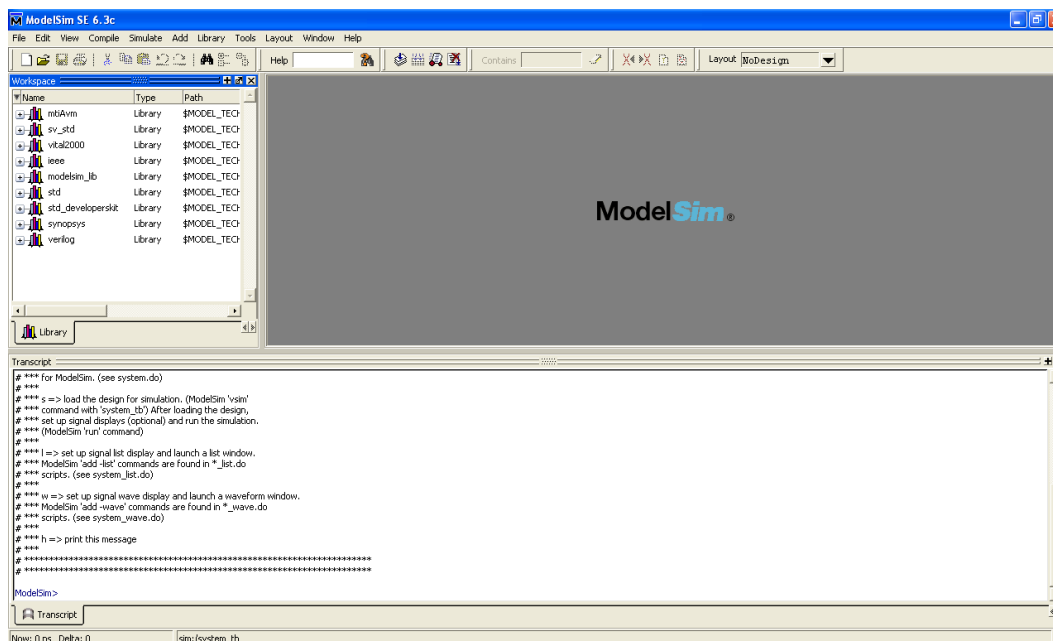 ModelSim SE 6.3c
File Edit View Compile Simulate Add Library Tools Layout Window Help
Help Contains Layout NoDesign
Workspace
Name Type Path
mtiAvm Library $MODEL_TECH
sv_std Library $MODEL_TECH
vital2000 Library $MODEL_TECH
ieee Library $MODEL_TECH
modelsim_lib Library $MODEL_TECH
std Library $MODEL_TECH
std_developerskit Library $MODEL_TECH
synopsys Library $MODEL_TECH
verilog Library $MODEL_TECH
ModelSim ®
Library
Transcript
# *** for ModelSim. (see system.do)
# ***
# *** s => load the design for simulation. (ModelSim 'vsim'
# *** command with 'system_tb') After loading the design,
# *** set up signal displays (optional) and run the simulation.
# *** (ModelSim 'run' command)
# ***
# *** l => set up signal list display and launch a list window.
# *** ModelSim 'add -list' commands are found in *_list.do
# *** scripts. (see system_list.do)
# ***
# *** w => set up signal wave display and launch a waveform window.
# *** ModelSim 'add -wave' commands are found in *_wave.do
# *** scripts. (see system_wave.do)
# ***
# *** h => print this message
# ***
# **********************************************************************
# **********************************************************************
ModelSim>
Transcript
Now: 0 ps Delta: 0 sim:/system_tb